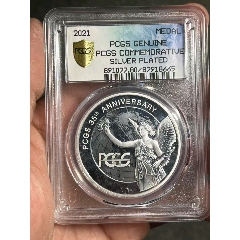 2021
MEDAL
PCGS GENUINE
PCGS COMMEMORATIVE
SILVER PLATED
PCGS 35th ANNIVERSARY
PCGS